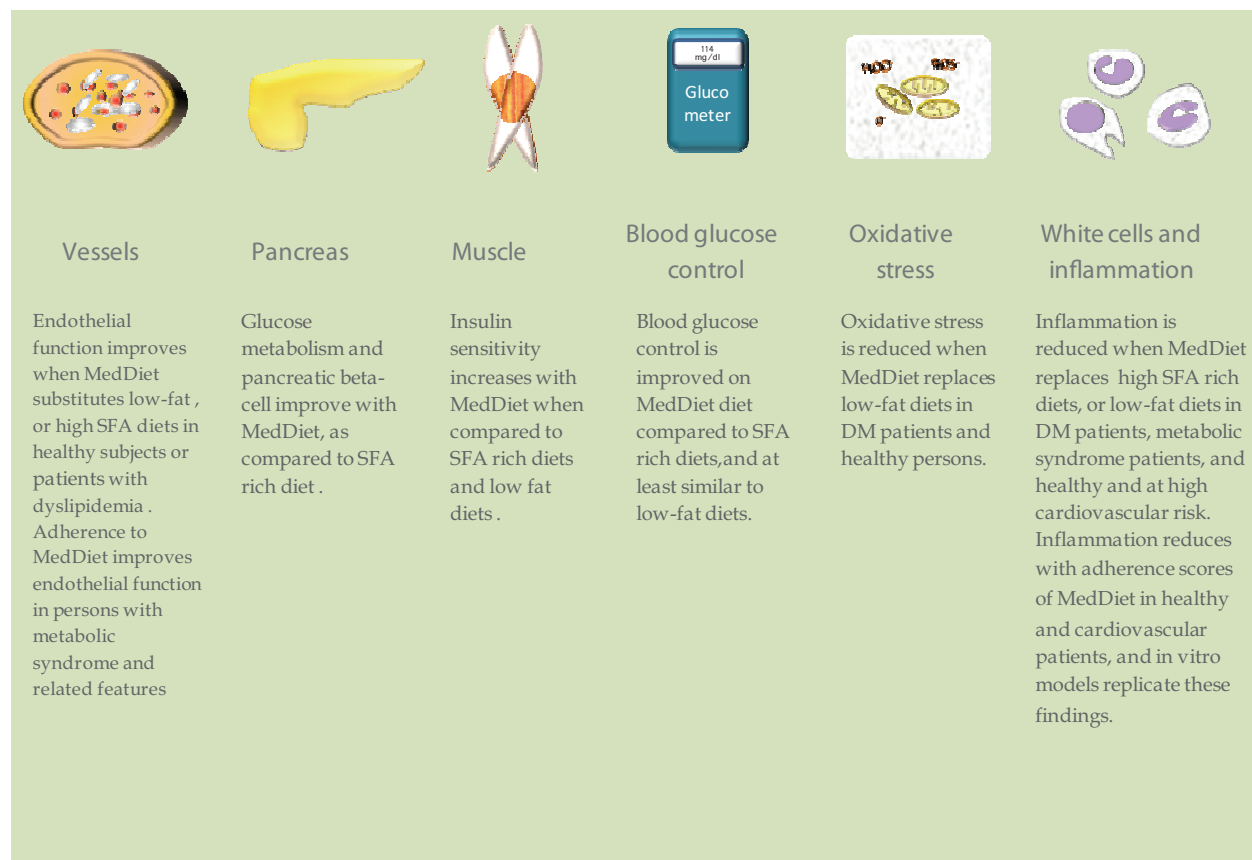 114
mg/dl
Gluco
meter
ROS
Vessels
Endothelial
function improves
when MedDiet
substitutes low-fat ,
or high SFA diets in
healthy subjects or
patients with
dyslipidemia .
Adherence to
MedDiet improves
endothelial function
in persons with
metabolic
syndrome and
related features
Pancreas
Glucose
metabolism and
pancreatic beta-
cell improve with
MedDiet, as
compared to SFA
rich diet .
Muscle
Insulin
sensitivity
increases with
MedDiet when
compared to
SFA rich diets
and low fat
diets .
Blood glucose
control
Blood glucose
control is
improved on
MedDiet diet
compared to SFA
rich diets,and at
least similar to
low-fat diets.
Oxidative
stress
Oxidative stress
is reduced when
MedDiet replaces
low-fat diets in
DM patients and
healthy persons.
White cells and
inflammation
Inflammation is
reduced when MedDiet
replaces high SFA rich
diets, or low-fat diets in
DM patients, metabolic
syndrome patients, and
healthy and at high
cardiovascular risk.
Inflammation reduces
with adherence scores
of MedDiet in healthy
and cardiovascular
patients, and in vitro
models replicate these
findings.